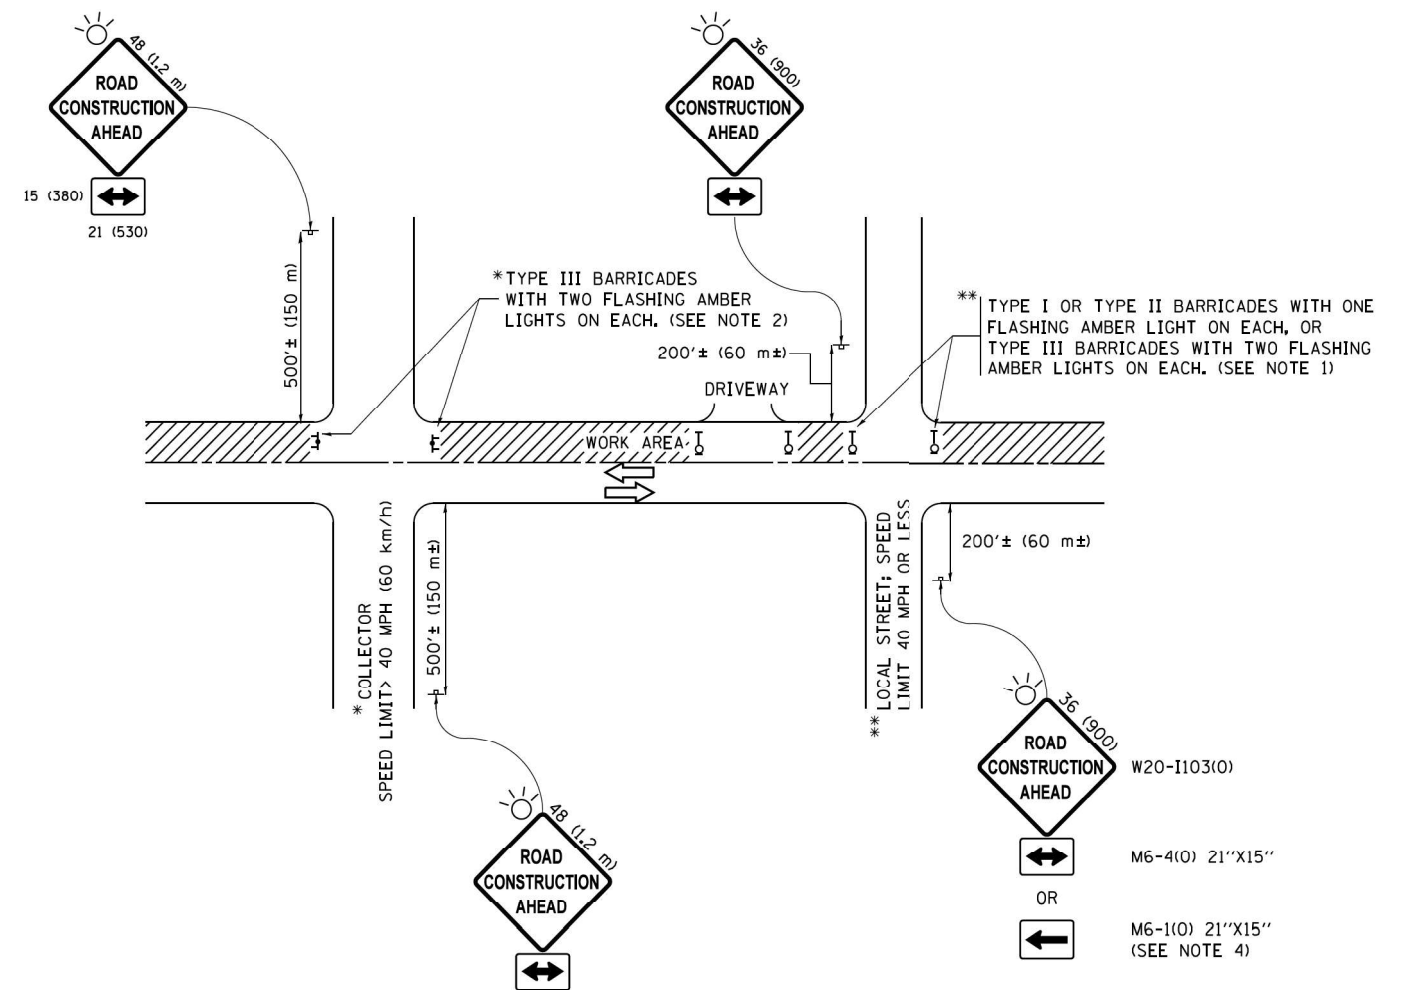 48 (1.2 m)
ROAD
CONSTRUCTION
AHEAD
15 (380)
21 (530)
36 (900)
ROAD
CONSTRUCTION
AHEAD
500'± (150 m)
*TYPE III BARRICADES
WITH TWO FLASHING AMBER
LIGHTS ON EACH. (SEE NOTE 2)
200'± (60 m±)
DRIVEWAY
** TYPE I OR TYPE II BARRICADES WITH ONE
FLASHING AMBER LIGHT ON EACH, OR
TYPE III BARRICADES WITH TWO FLASHING
AMBER LIGHTS ON EACH. (SEE NOTE 1)
WORK AREA
*COLLECTOR
SPEED LIMIT> 40 MPH (60 km/h)
500'± (150 m±)
**LOCAL STREET; SPEED
LIMIT 40 MPH OR LESS
200'± (60 m±)
48 (1.2 m)
ROAD
CONSTRUCTION
AHEAD
36 (900)
ROAD
CONSTRUCTION
AHEAD
W20-I103(O)
M6-4(O) 21''X15''
OR
M6-1(O) 21''X15''
(SEE NOTE 4)